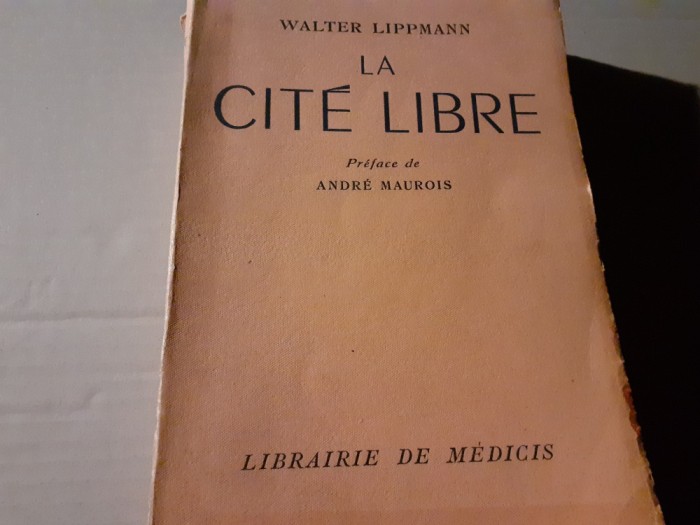 WALTER LIPPMANN
LA
CITÉ LIBRE
Préface de
ANDRÉ MAUROIS
LIBRAIRIE DE MÉDICIS